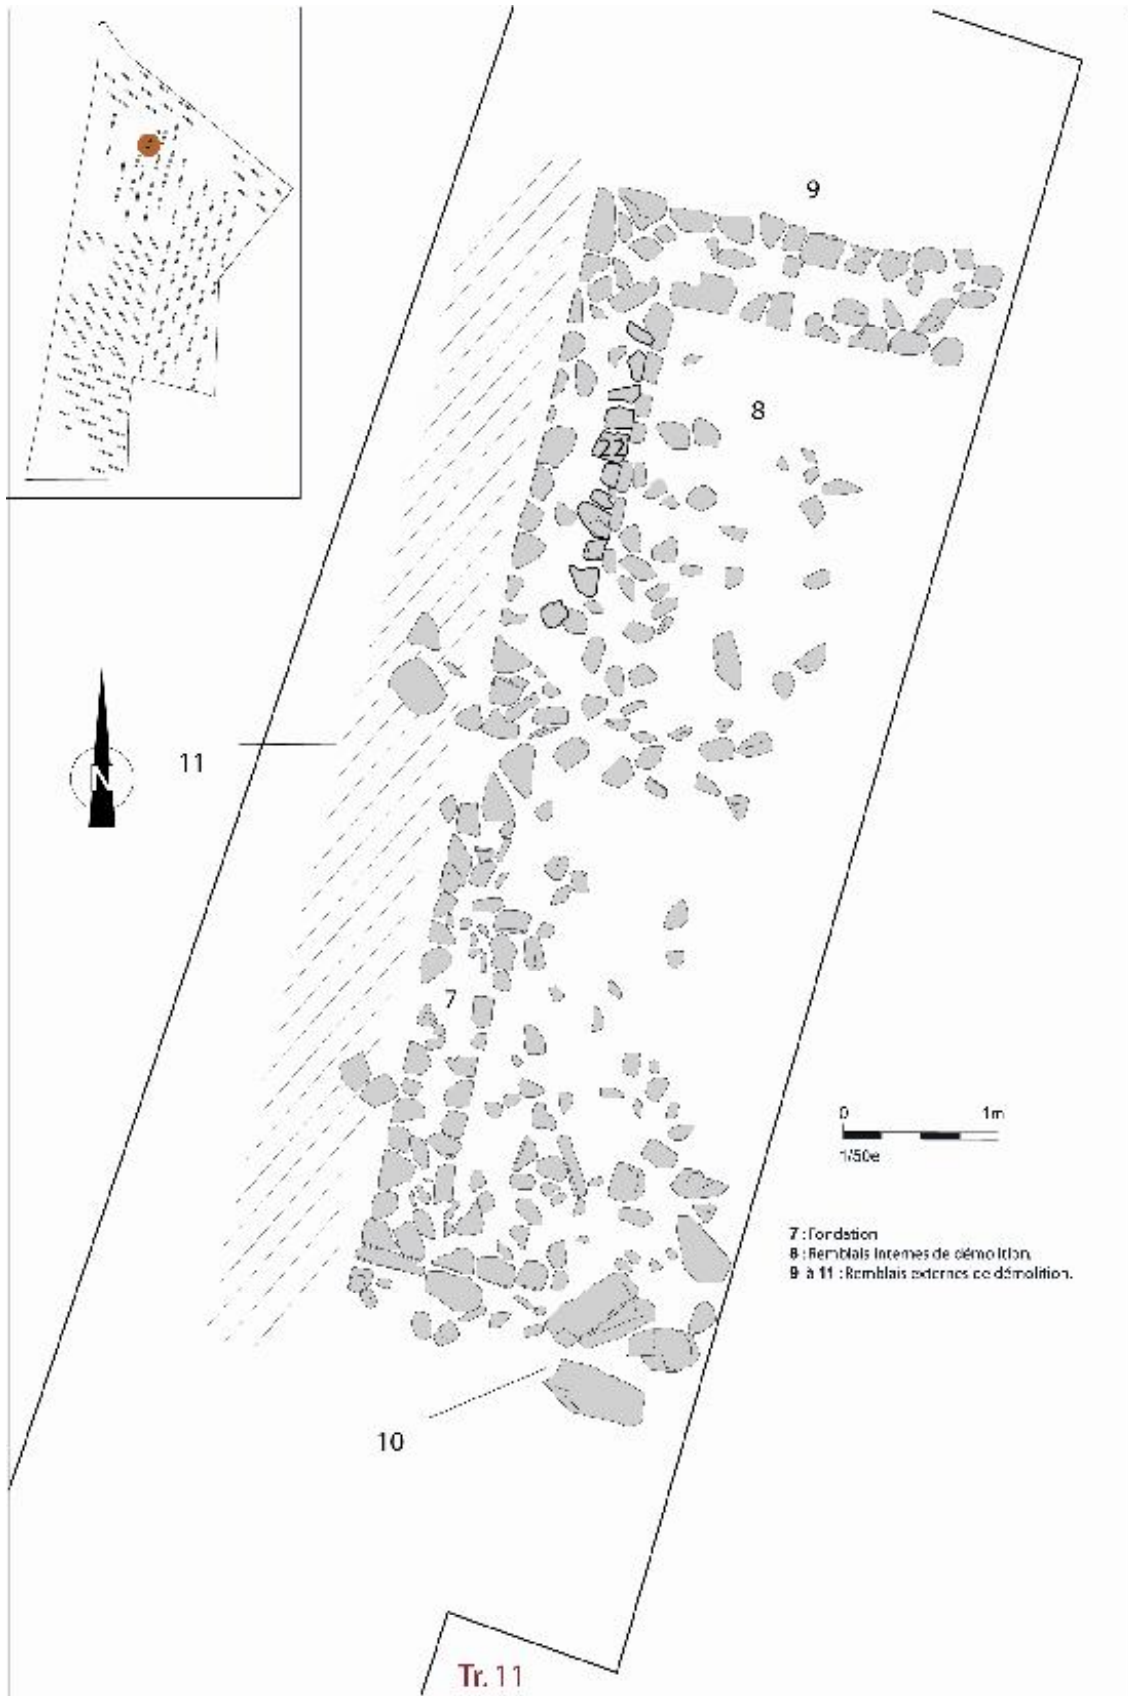 9
8
22
11
N
7
0 1m
1/50e
7 : Fondation
8 : Remblais internes de démolition.
9 à 11 : Remblais externes de démolition.
10
Tr. 11